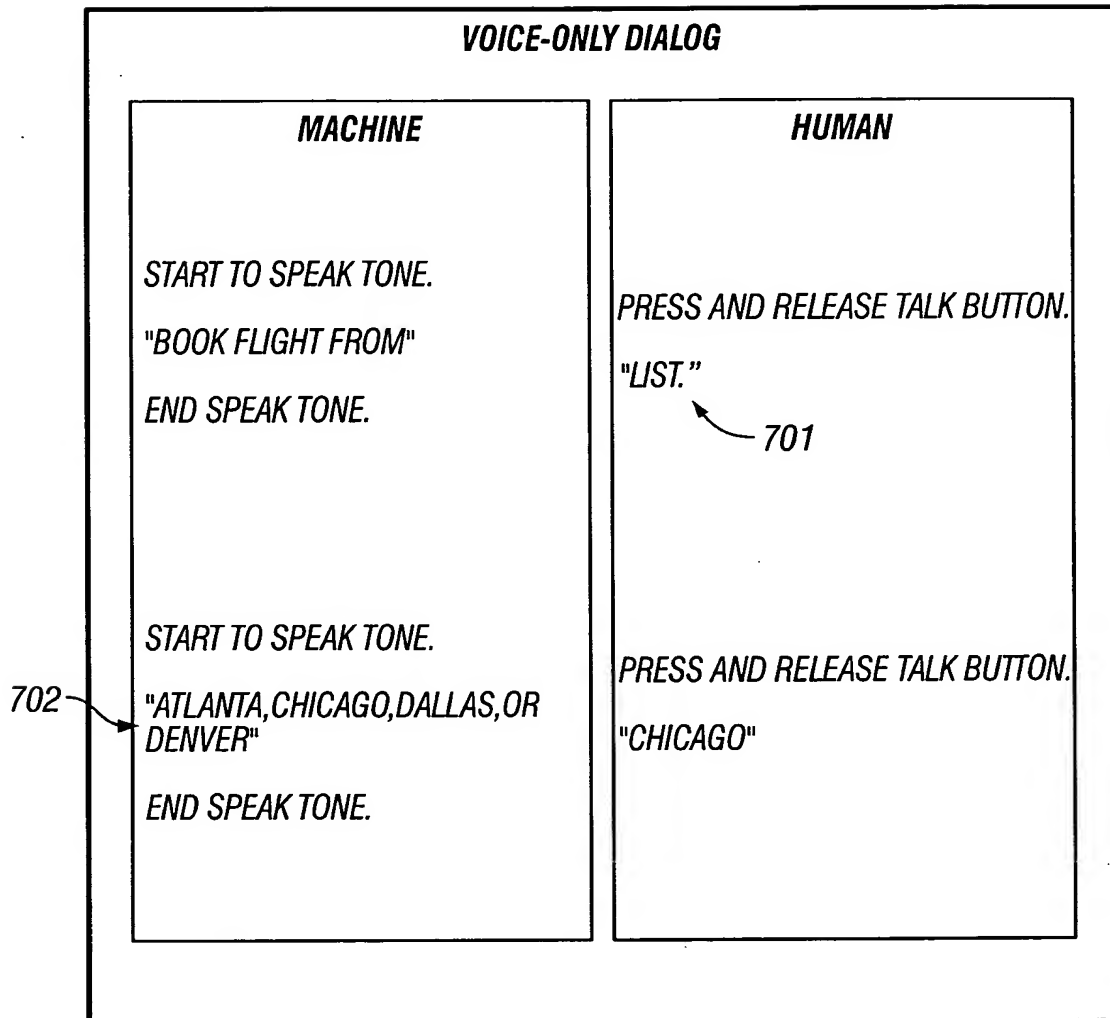 VOICE-ONLY DIALOG
MACHINE
START TO SPEAK TONE.
"BOOK FLIGHT FROM"
END SPEAK TONE.
START TO SPEAK TONE.
702
"ATLANTA,CHICAGO,DALLAS,OR
DENVER"
END SPEAK TONE.
HUMAN
PRESS AND RELEASE TALK BUTTON.
"LIST.”
701
PRESS AND RELEASE TALK BUTTON.
"CHICAGO"